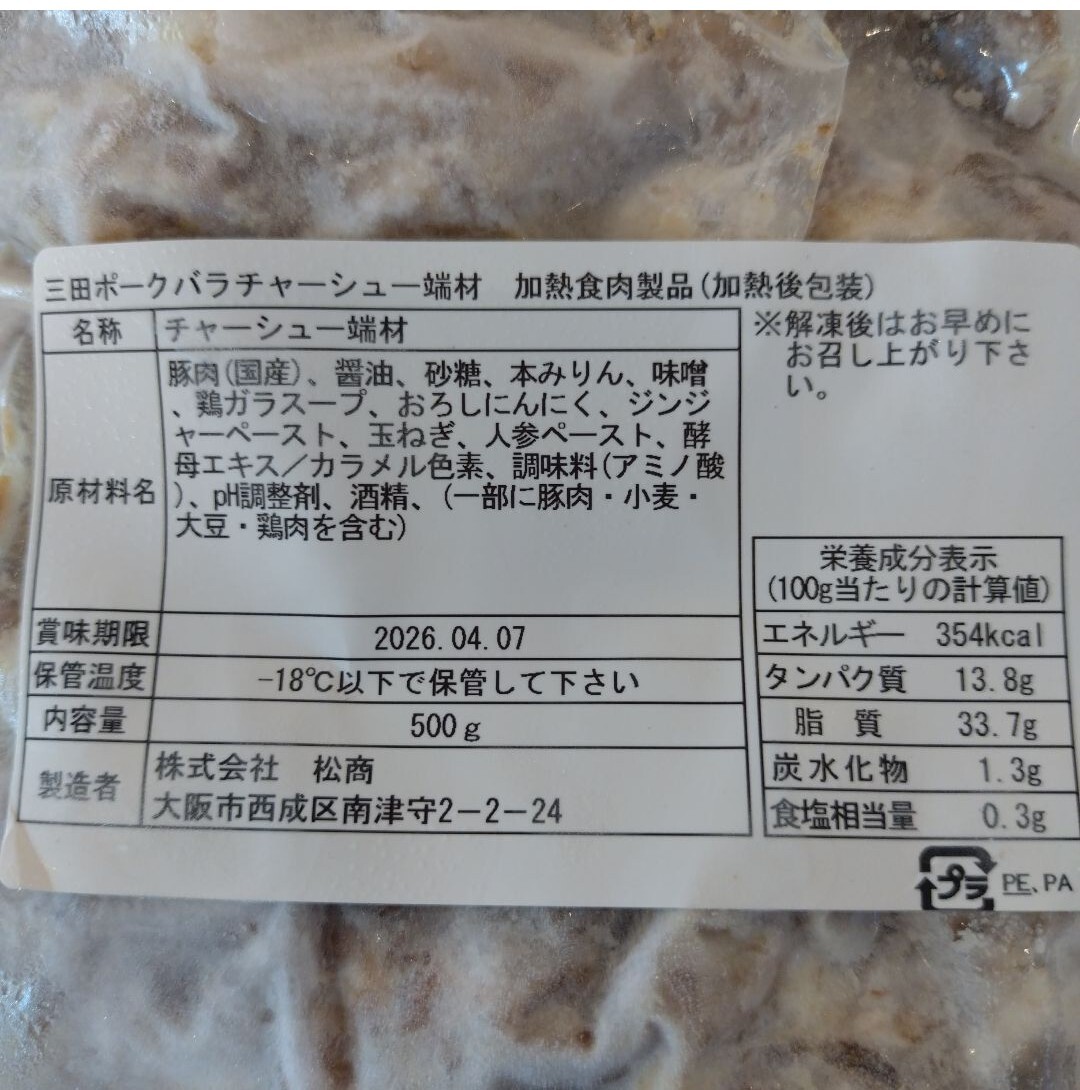 三田ポークバラチャーシュー端材　加熱食肉製品(加熱後包装)
名称 チャーシュー端材
※解凍後はお早めに
お召し上がり下さ
い。
原材料名
豚肉(国産)、醤油、砂糖、本みりん、味噌
、鶏ガラスープ、おろしにんにく、ジンジ
ャーペースト、玉ねぎ、人参ペースト、酵
母エキス／カラメル色素、調味料(アミノ酸
)、pH調整剤、酒精、(一部に豚肉・小麦・
大豆・鶏肉を含む)
賞味期限 2026.04.07
保管温度 -18℃以下で保管して下さい
内容量 500g
製造者
株式会社　松商
大阪市西成区南津守2-2-24
栄養成分表示
(100g当たりの計算値)
エネルギー 354kcal
タンパク質 13.8g
脂　質 33.7g
炭水化物 1.3g
食塩相当量 0.3g
プラ PE、PA